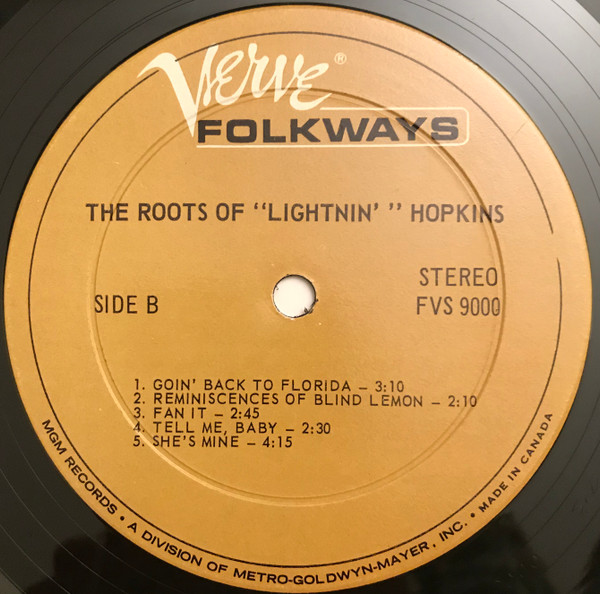 Verve®
FOLKWAYS
THE ROOTS OF "LIGHTNIN' " HOPKINS
STEREO
SIDE B
FVS 9000
1. GOIN' BACK TO FLORIDA – 3:10
2. REMINISCENCES OF BLIND LEMON – 2:10
3. FAN IT – 2:45
4. TELL ME, BABY – 2:30
5. SHE'S MINE – 4:15
MGM RECORDS • A DIVISION OF METRO-GOLDWYN-MAYER, INC. • MADE IN CANADA